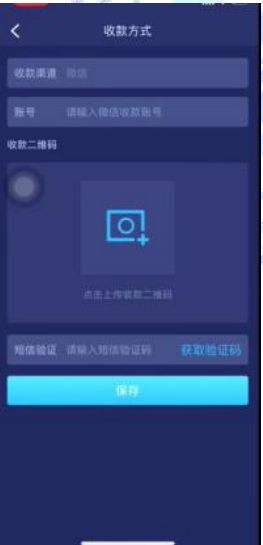 收款方式
收款渠道 微信
账号 请输入微信收款账号
收款二维码
点击上传收款二维码
短信验证 请输入短信验证码 获取验证码
保存